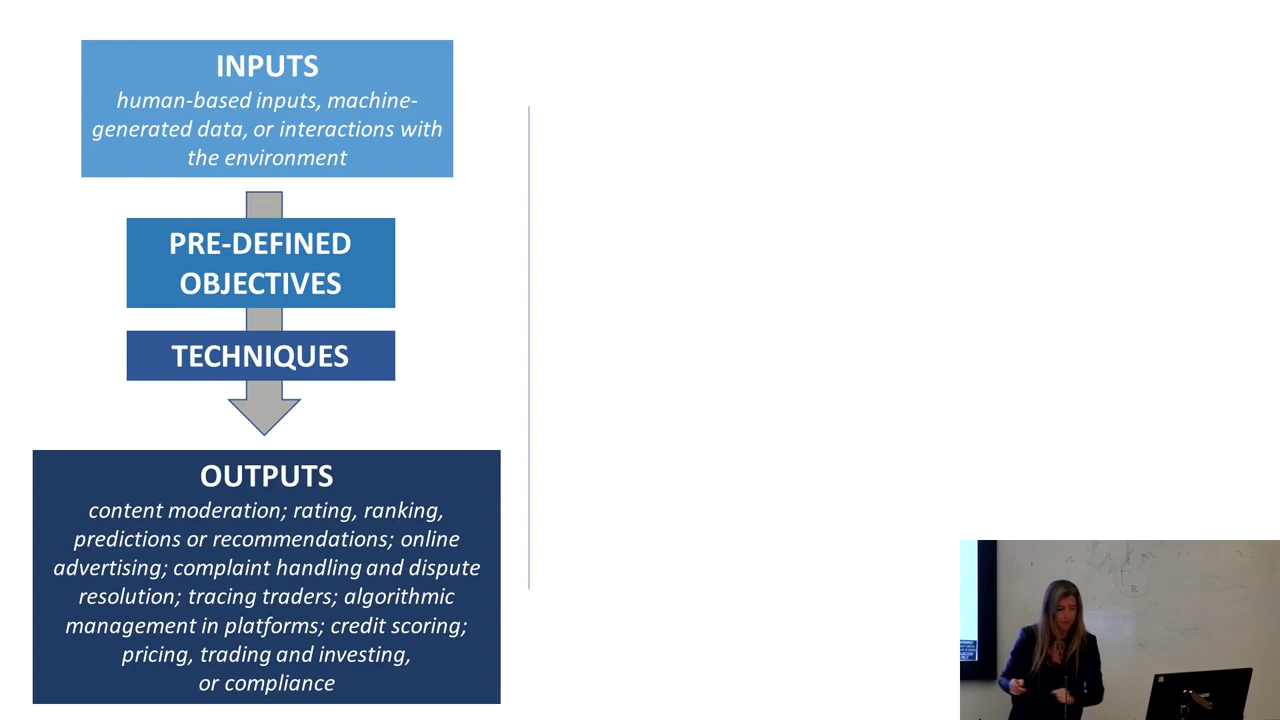 INPUTS
human-based inputs, machine-
generated data, or interactions with
the environment
PRE-DEFINED
OBJECTIVES
TECHNIQUES
OUTPUTS
content moderation; rating, ranking,
predictions or recommendations; online
advertising; complaint handling and dispute
resolution; tracing traders; algorithmic
management in platforms; credit scoring;
pricing, trading and investing,
or compliance